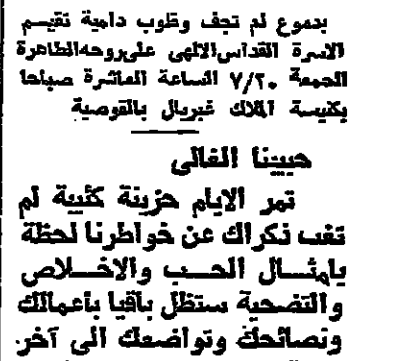 بدموع لم تجف وقلوب دامية تقيم
الاسرة القداس الالهى على روحه الطاهرة
الجمعة ٧/٢٠ الساعة العاشرة صباحا
بكنيسة الملاك غبريال بالقوصية
حبيبنا الغالى
تمر الايام حزينة كئيبة لم
تغب ذكراك عن خواطرنا لحظة
يامثال الحب والاخلاص
والتضحية ستظل باقيا بأعمالك
ونصائحك وتواضعك الى آخر